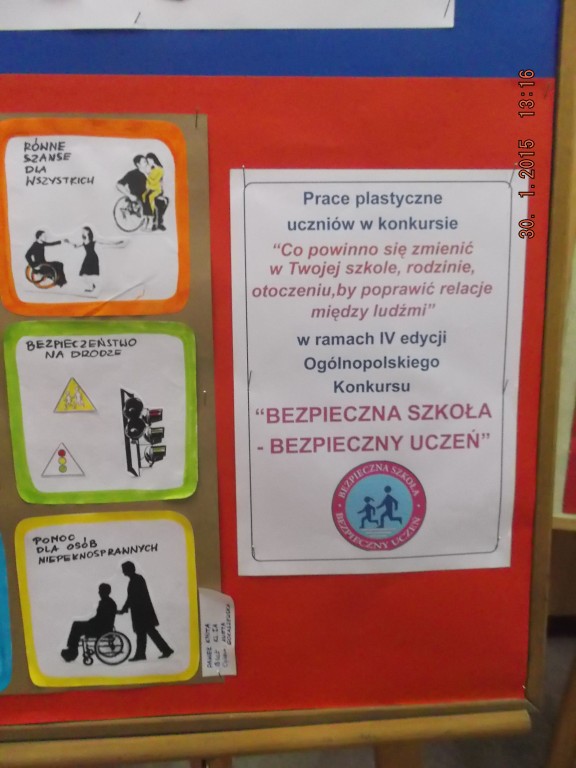 RÓWNE
SZANSE
DLA
WSZYSTKICH
BEZPIECZEŃSTWO
NA DRODZE
POMOC
DLA OSÓB
NIEPEŁNOSPRANNYCH
Prace plastyczne
uczniów w konkursie
“Co powinno się zmienić
w Twojej szkole, rodzinie,
otoczeniu,by poprawić relacje
między ludźmi”
w ramach IV edycji
Ogólnopolskiego
Konkursu
“BEZPIECZNA SZKOŁA
- BEZPIECZNY UCZEŃ”
BEZPIECZNA SZKOŁA
BEZPIECZNY UCZEŃ
30. 1. 2015 13:16